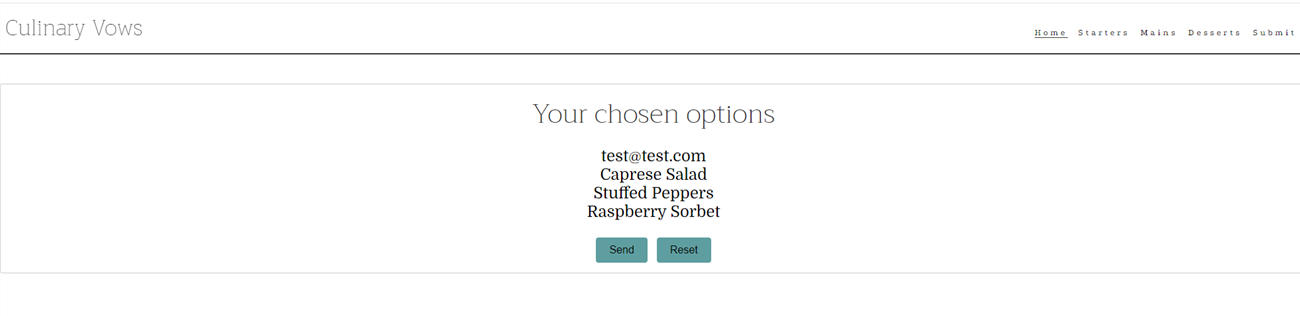 Culinary Vows
Home Starters Mains Desserts Submit
Your chosen options
test@test.com
Caprese Salad
Stuffed Peppers
Raspberry Sorbet
Send Reset